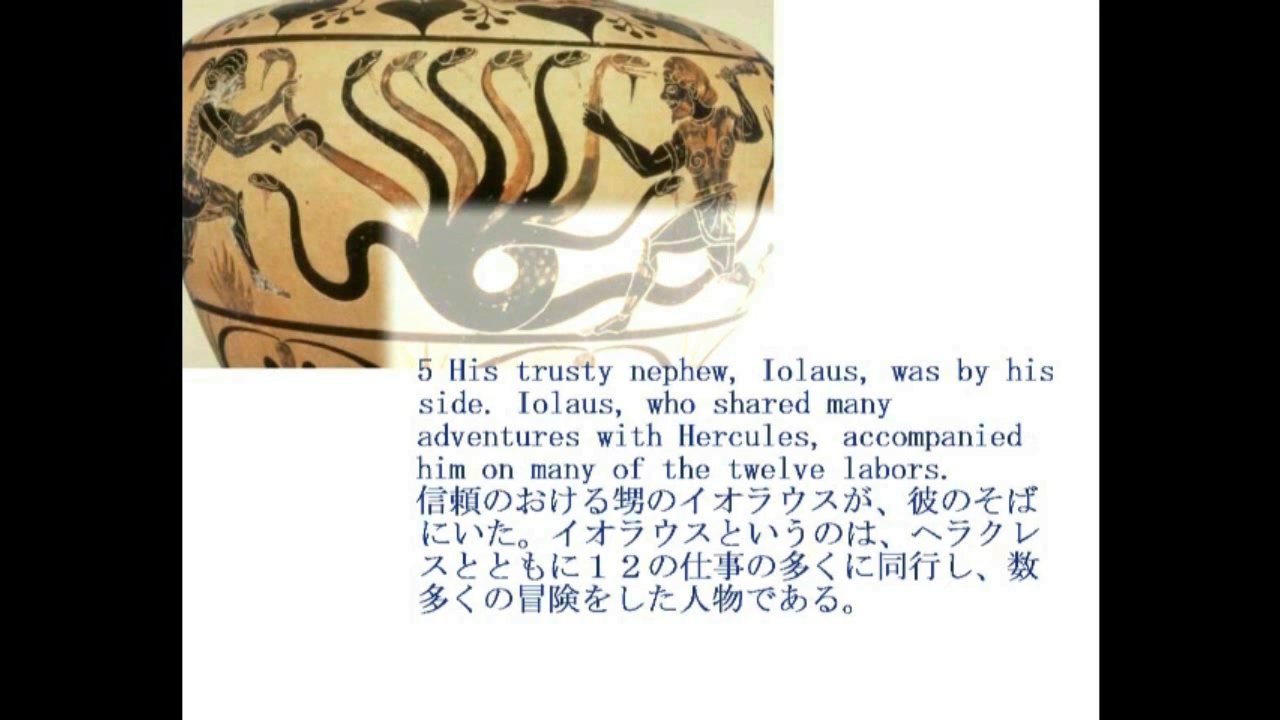 5 His trusty nephew, Iolaus, was by his
side. Iolaus, who shared many
adventures with Hercules, accompanied
him on many of the twelve labors.
信頼のおける甥のイオラウスが、彼のそば
にいた。イオラウスというのは、ヘラクレ
スとともに１２の仕事の多くに同行し、数
多くの冒険をした人物である。